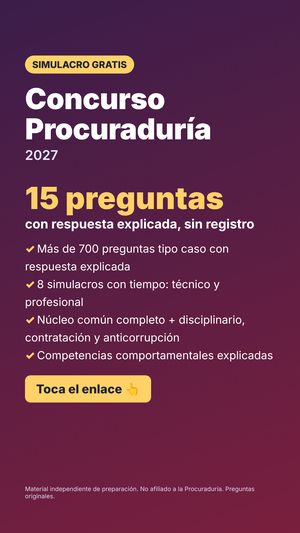 SIMULACRO GRATIS
Concurso
Procuraduría
2027
15 preguntas
con respuesta explicada, sin registro
✓ Más de 700 preguntas tipo caso con
respuesta explicada
✓ 8 simulacros con tiempo: técnico y
profesional
✓ Núcleo común completo + disciplinario,
contratación y anticorrupción
✓ Competencias comportamentales explicadas
Toca el enlace 👆
Material independiente de preparación. No afiliado a la Procuraduría. Preguntas
originales.